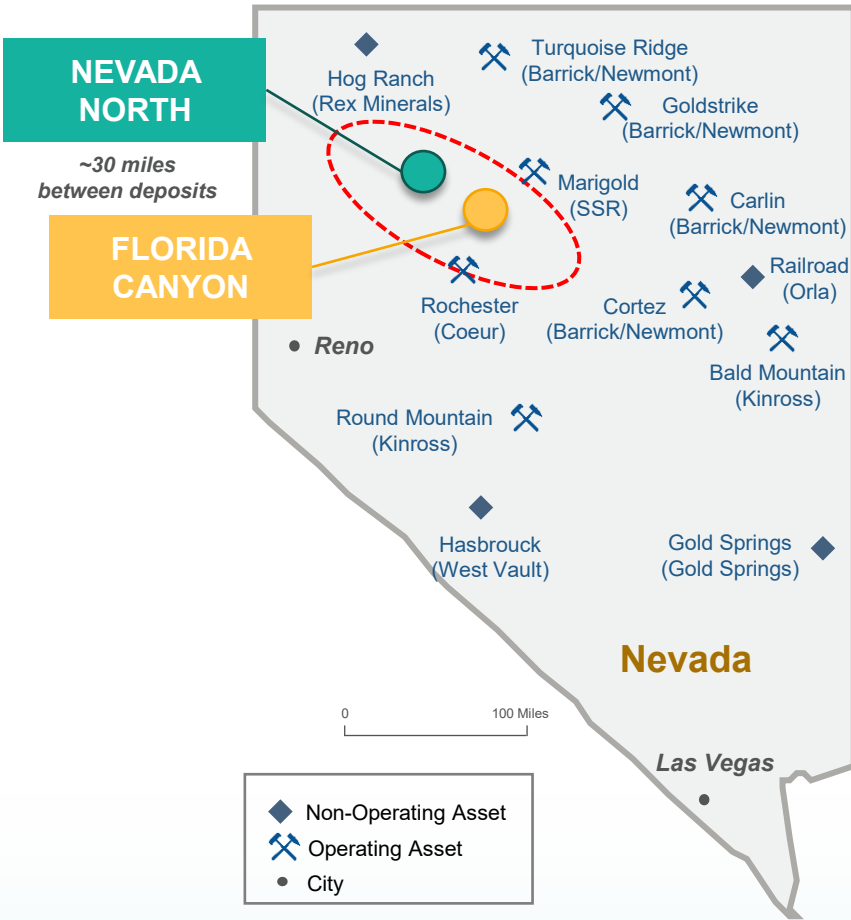 NEVADA
NORTH
~30 miles
between deposits
FLORIDA
CANYON
Hog Ranch
(Rex Minerals)
Turquoise Ridge
(Barrick/Newmont)
Goldstrike
(Barrick/Newmont)
Marigold
(SSR)
Carlin
(Barrick/Newmont)
Railroad
(Orla)
Rochester
(Coeur)
Cortez
(Barrick/Newmont)
Reno
Bald Mountain
(Kinross)
Round Mountain
(Kinross)
Hasbrouck
(West Vault)
Gold Springs
(Gold Springs)
Nevada
0 100 Miles
Las Vegas
Non-Operating Asset
Operating Asset
City